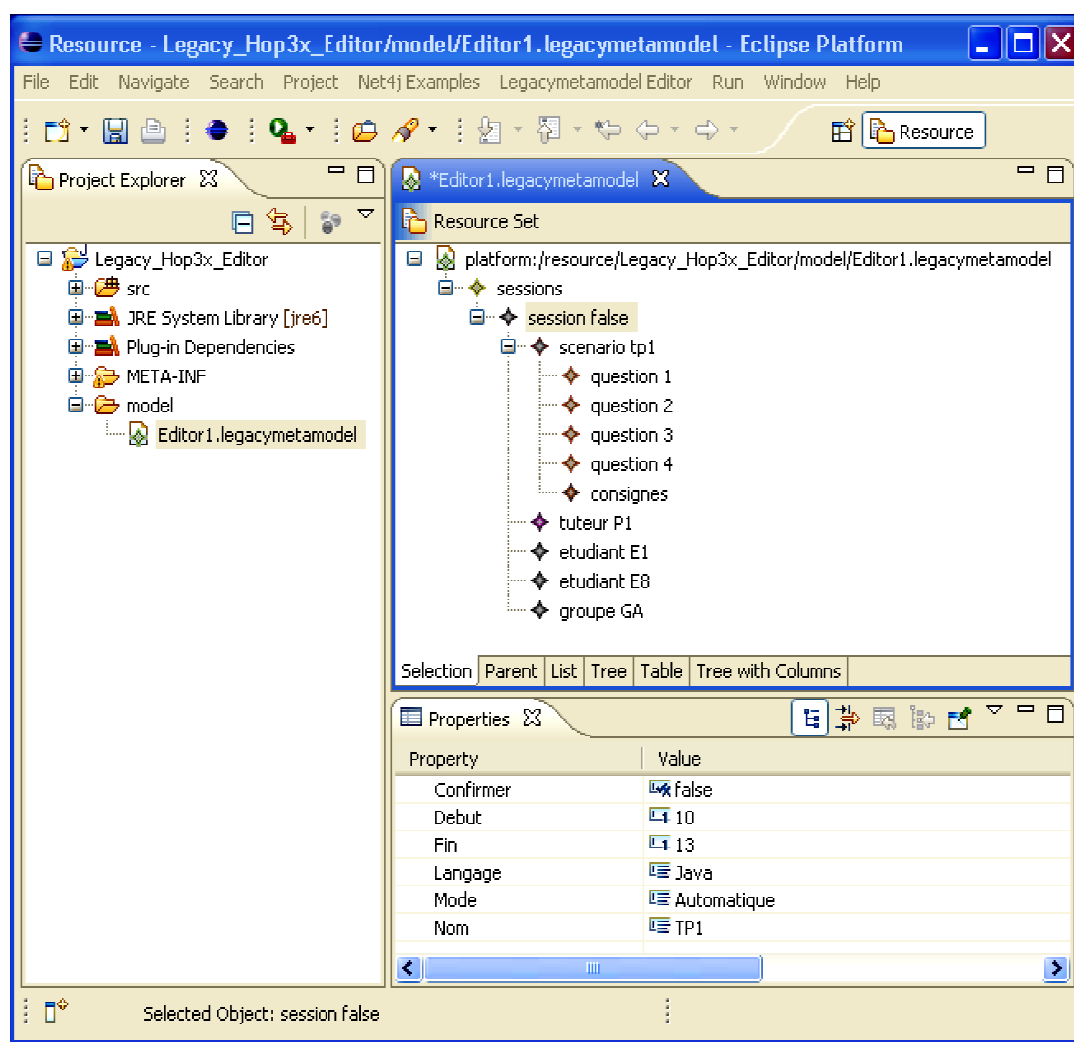 Resource - Legacy_Hop3x_Editor/model/Editor1.legacymetamodel - Eclipse Platform
File Edit Navigate Search Project Net4j Examples Legacymetamodel Editor Run Window Help
Resource
Project Explorer
Legacy_Hop3x_Editor
src
JRE System Library [jre6]
Plug-in Dependencies
META-INF
model
Editor1.legacymetamodel
*Editor1.legacymetamodel
Resource Set
platform:/resource/Legacy_Hop3x_Editor/model/Editor1.legacymetamodel
sessions
session false
scenario tp1
question 1
question 2
question 3
question 4
consignes
tuteur P1
etudiant E1
etudiant E8
groupe GA
Selection Parent List Tree Table Tree with Columns
Properties
Property Value
Confirmer false
Debut 10
Fin 13
Langage Java
Mode Automatique
Nom TP1
Selected Object: session false